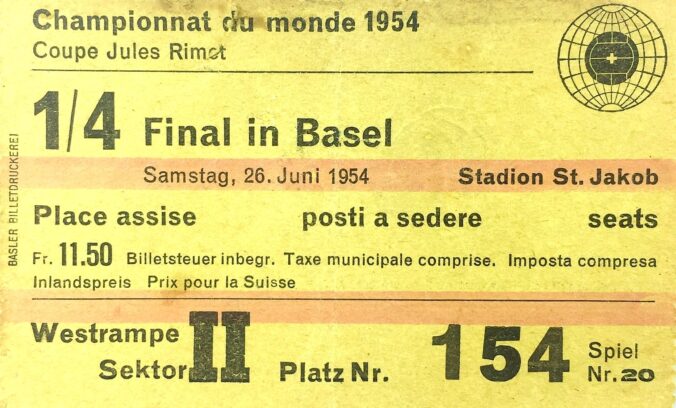 Championnat du monde 1954
Coupe Jules Rimet
1/4 Final in Basel
Samstag, 26. Juni 1954 Stadion St. Jakob
Place assise posti a sedere seats
Fr. 11.50 Billetsteuer inbegr. Taxe municipale comprise. Imposta compresa
Inlandspreis Prix pour la Suisse
Westrampe
Sektor II Platz Nr. 154 Spiel
Nr. 20
BASLER BILLETDRUCKEREI